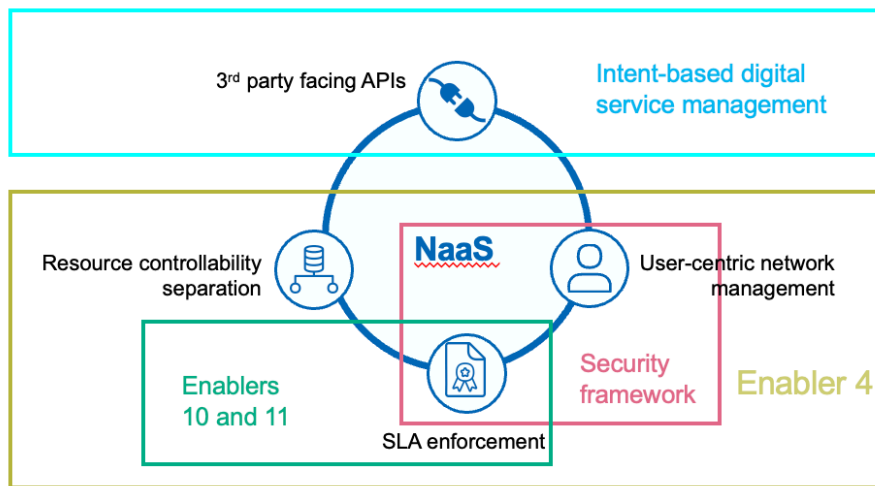 3rd party facing APIs
Intent-based digital
service management
NaaS
Resource controllability
separation
User-centric network
management
Enablers
10 and 11
Security
framework
Enabler 4
SLA enforcement